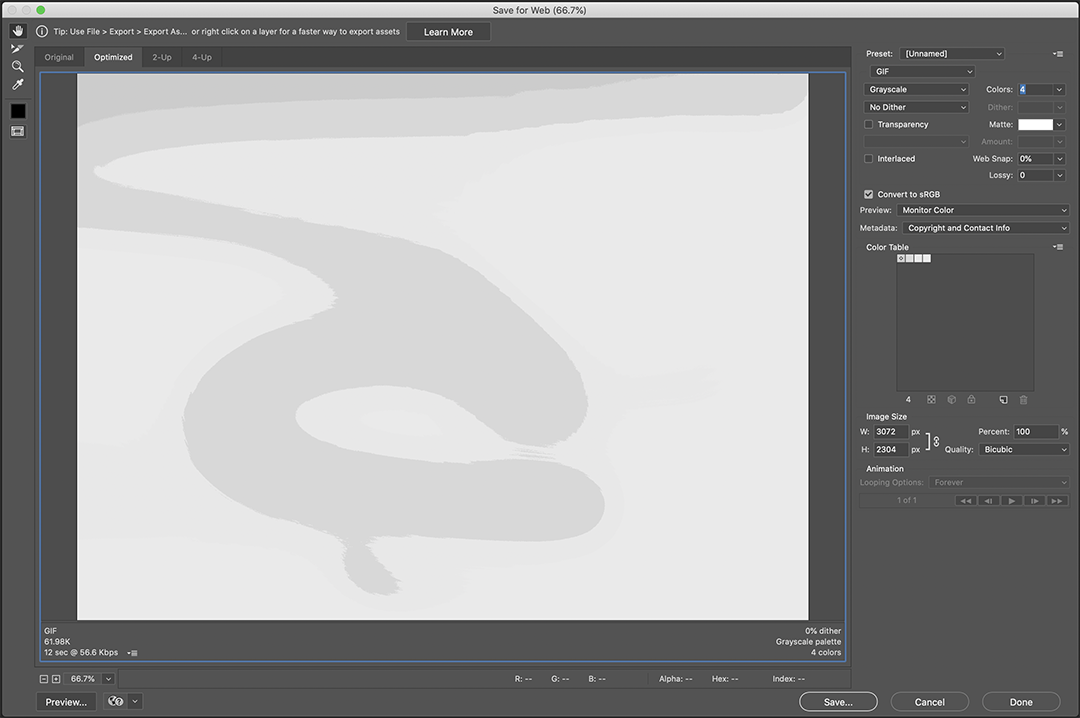 Save for Web (66.7%)
Tip: Use File > Export > Export As... or right click on a layer for a faster way to export assets
Learn More
Original
Optimized
2-Up
4-Up
Preset: [Unnamed]
GIF
Grayscale
Colors: 4
No Dither
Dither:
Transparency
Matte:
Amount:
Interlaced
Web Snap: 0%
Lossy: 0
Convert to sRGB
Preview: Monitor Color
Metadata: Copyright and Contact Info
Color Table
4
Image Size
W: 3072 px
Percent: 100 %
H: 2304 px
Quality: Bicubic
Animation
Looping Options: Forever
1 of 1
GIF
61.98K
12 sec @ 56.6 Kbps
0% dither
Grayscale palette
4 colors
66.7%
R: --
G: --
B: --
Alpha: --
Hex: --
Index: --
Preview...
Save...
Cancel
Done